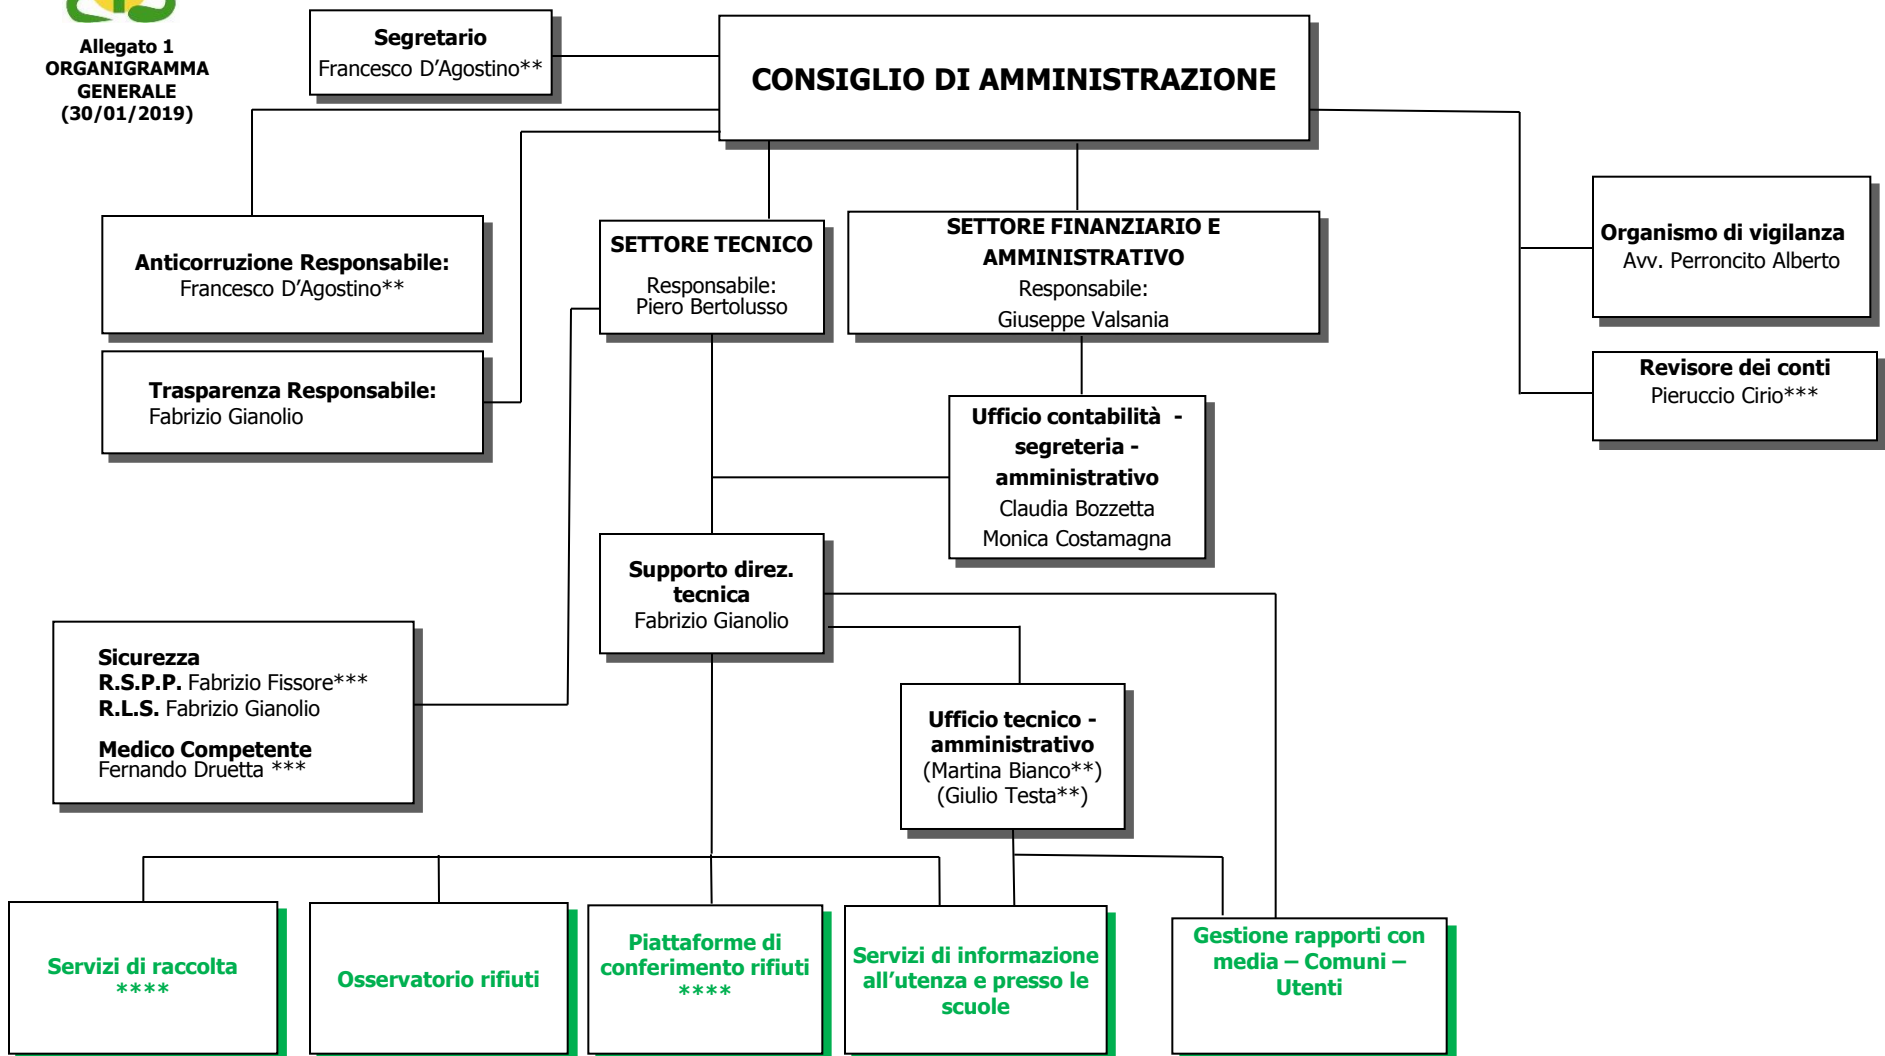 Allegato 1
ORGANIGRAMMA
GENERALE
(30/01/2019)
Segretario
Francesco D’Agostino**
CONSIGLIO DI AMMINISTRAZIONE
Anticorruzione Responsabile:
Francesco D’Agostino**
Trasparenza Responsabile:
Fabrizio Gianolio
SETTORE TECNICO
Responsabile:
Piero Bertolusso
SETTORE FINANZIARIO E
AMMINISTRATIVO
Responsabile:
Giuseppe Valsania
Organismo di vigilanza
Avv. Perroncito Alberto
Revisore dei conti
Pieruccio Cirio***
Ufficio contabilità -
segreteria -
amministrativo
Claudia Bozzetta
Monica Costamagna
Supporto direz.
tecnica
Fabrizio Gianolio
Sicurezza
R.S.P.P. Fabrizio Fissore***
R.L.S. Fabrizio Gianolio
Medico Competente
Fernando Druetta ***
Ufficio tecnico -
amministrativo
(Martina Bianco**)
(Giulio Testa**)
Servizi di raccolta
****
Osservatorio rifiuti
Piattaforme di
conferimento rifiuti
****
Servizi di informazione
all’utenza e presso le
scuole
Gestione rapporti con
media – Comuni –
Utenti